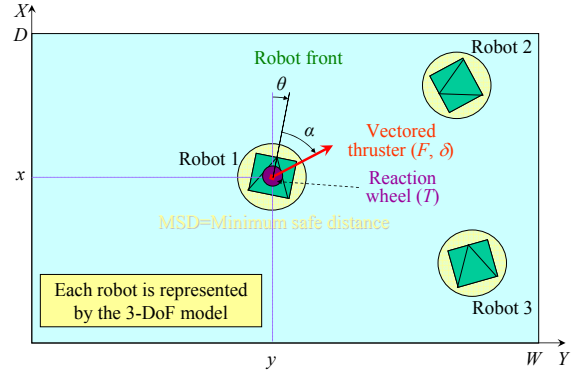 X
D
Robot 2
Robot front
θ
α
Vectored
thruster (F, δ)
Robot 1
x
Reaction
wheel (T)
MSD=Minimum safe distance
Each robot is represented
by the 3-DoF model
Robot 3
y
W
Y